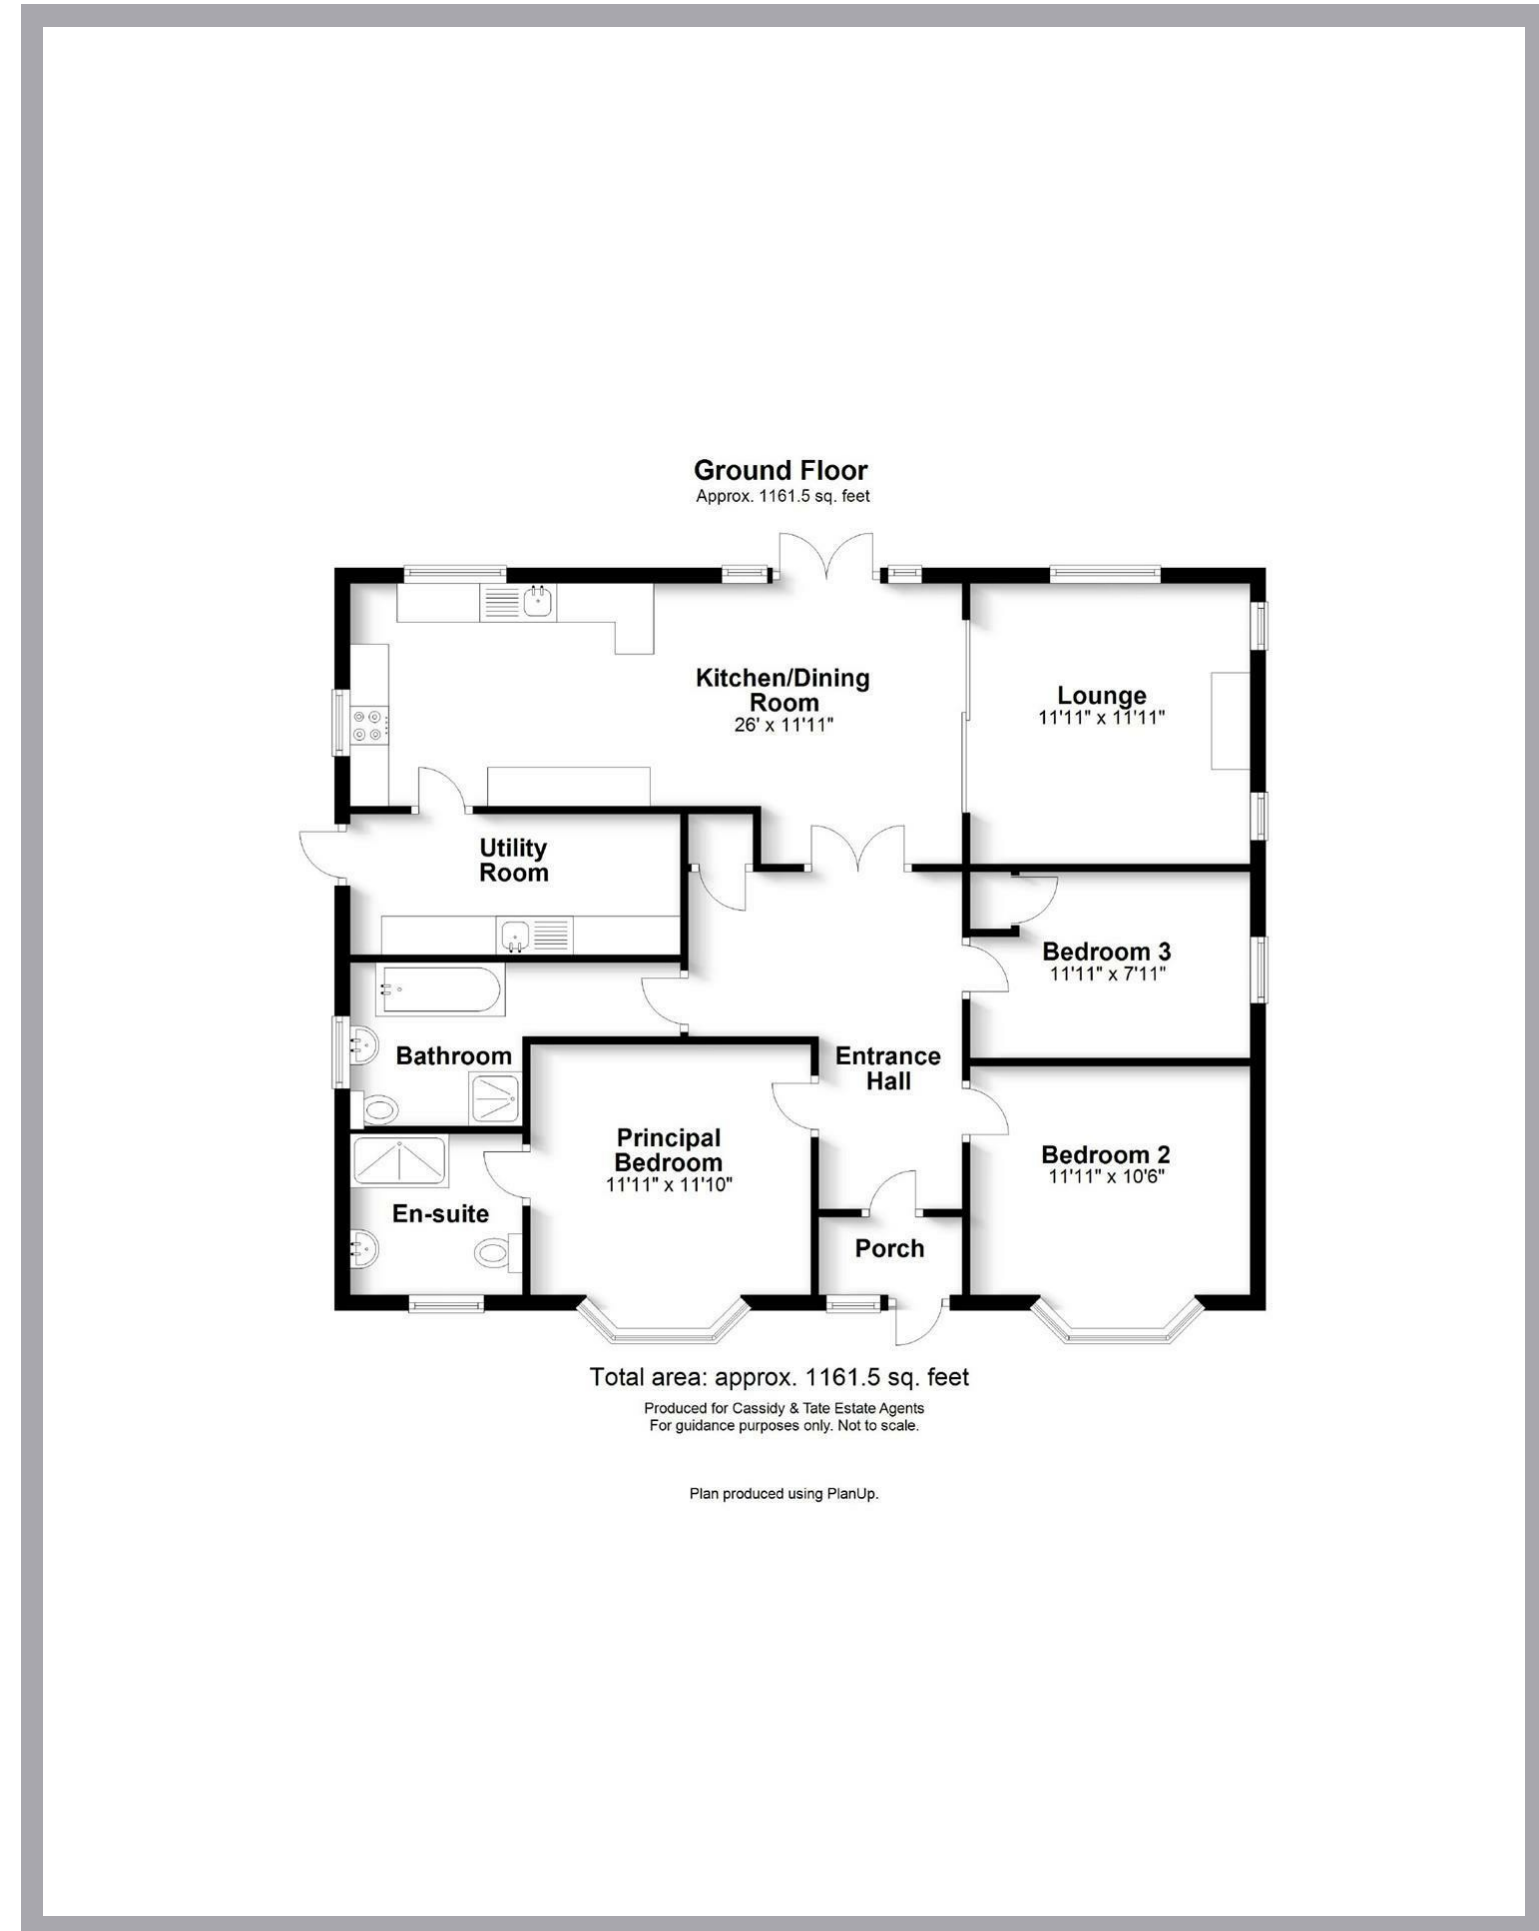 Ground Floor
Approx. 1161.5 sq. feet
Kitchen/Dining
Room
26' x 11'11"
Lounge
11'11" x 11'11"
Utility
Room
Bedroom 3
11'11" x 7'11"
Bathroom
Entrance
Hall
Principal
Bedroom
11'11" x 11'10"
Bedroom 2
11'11" x 10'6"
En-suite
Porch
Total area: approx. 1161.5 sq. feet
Produced for Cassidy & Tate Estate Agents
For guidance purposes only. Not to scale.
Plan produced using PlanUp.